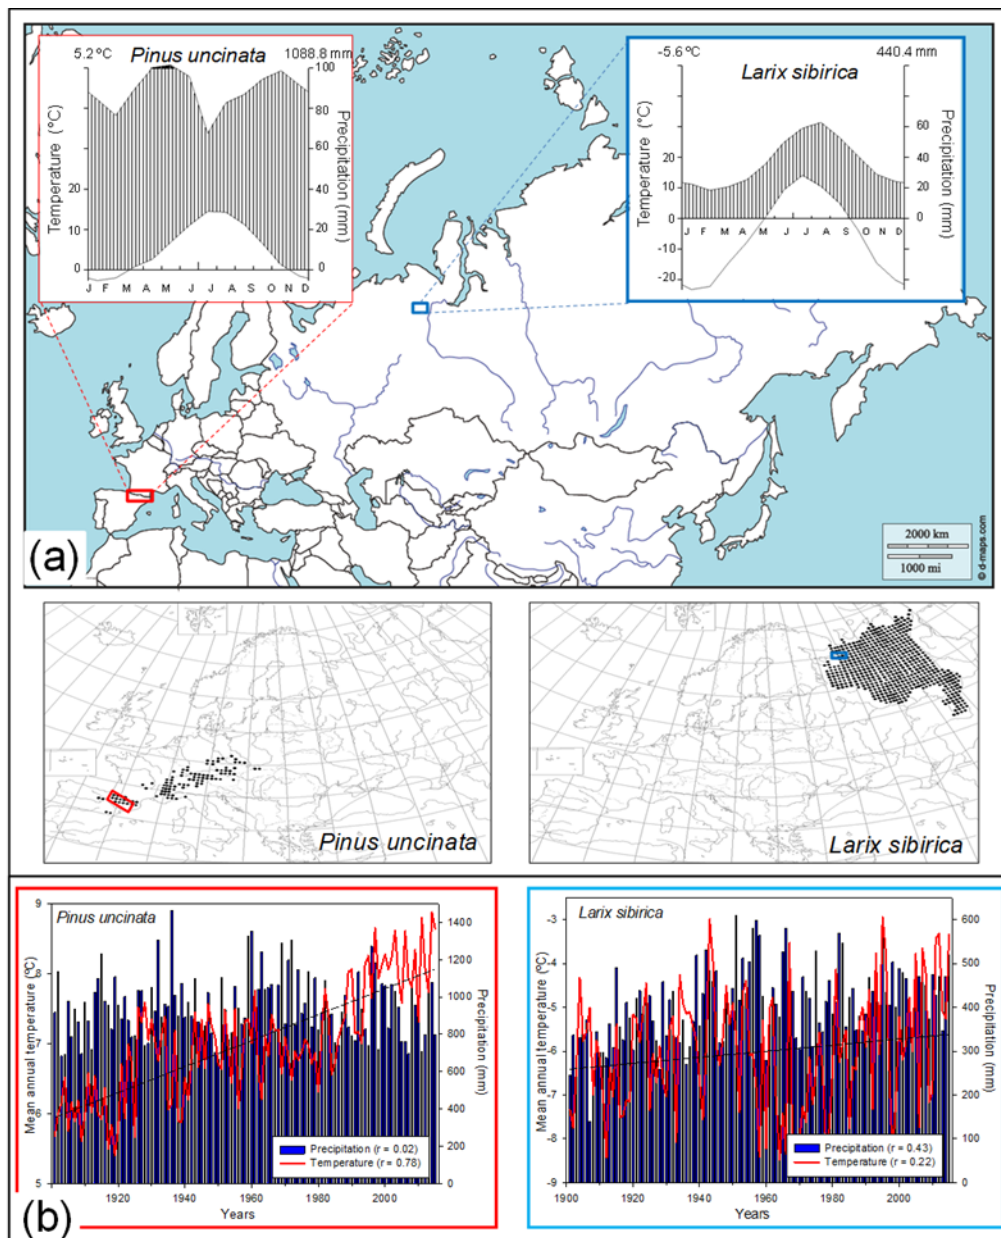 5.2 ºC Pinus uncinata 1088.8 mm
Temperature (°C)
100
80
60
40
20
0
20
10
0
Precipitation (mm)
J F M A M J J A S O N D
-5.6 ºC 440.4 mm
Larix sibirica
Temperature (°C)
20
10
0
-10
-20
60
40
20
0
Precipitation (mm)
J F M A M J J A S O N D
2000 km
1000 mi
© d-maps.com
(a)
Pinus uncinata
Larix sibirica
Pinus uncinata
Mean annual temperature (ºC)
9
8
7
6
5
1400
1200
1000
800
600
400
200
0
Precipitation (mm)
Precipitation (r = 0.02)
Temperature (r = 0.78)
1920 1940 1960 1980 2000
Years
Larix sibirica
Mean annual temperature (ºC)
-3
-4
-5
-6
-7
-8
-9
600
500
400
300
200
100
0
Precipitation (mm)
Precipitation (r = 0.43)
Temperature (r = 0.22)
1900 1920 1940 1960 1980 2000
Years
(b)